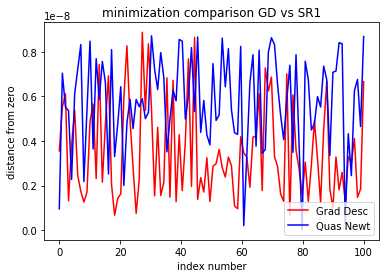 minimization comparison GD vs SR1
1e−8
distance from zero
0.8
0.6
0.4
0.2
0.0
Grad Desc
Quas Newt
0 20 40 60 80 100
index number